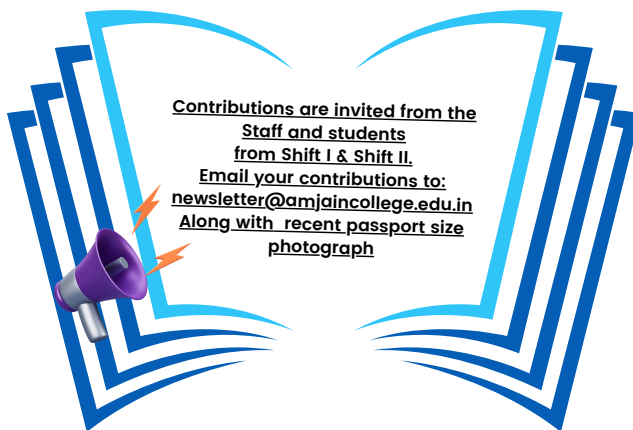 Contributions are invited from the
Staff and students
from Shift I & Shift II.
Email your contributions to:
newsletter@amjaincollege.edu.in
Along with  recent passport size
photograph